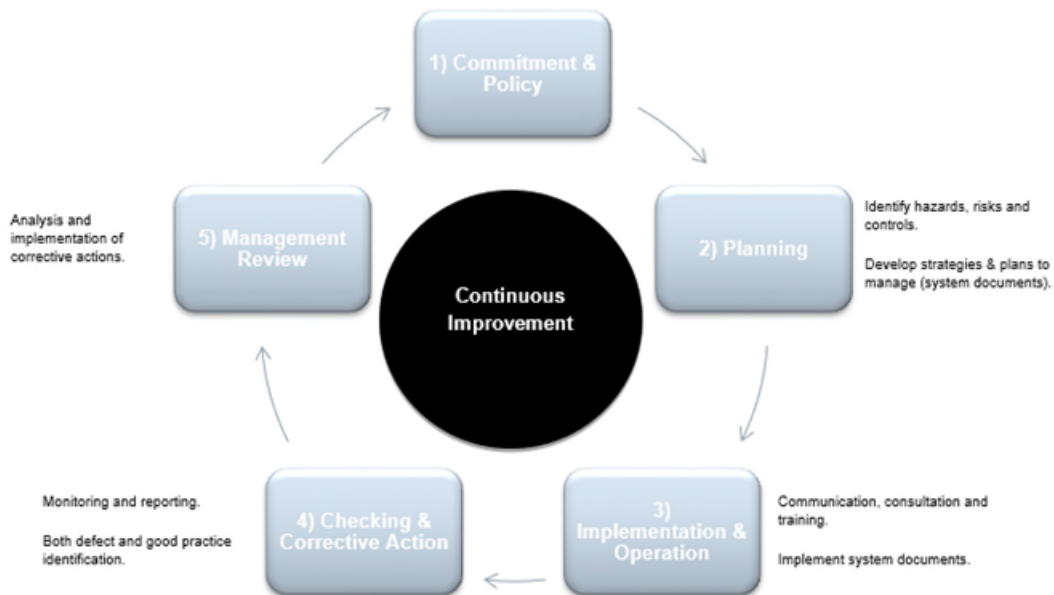 1) Commitment &
Policy
Identify hazards, risks and
controls.
2) Planning
Develop strategies & plans to
manage (system documents).
3)
Implementation &
Operation
Communication, consultation and
training.
Implement system documents.
4) Checking &
Corrective Action
Monitoring and reporting.
Both defect and good practice
identification.
5) Management
Review
Analysis and
implementation of
corrective actions.
Continuous
Improvement